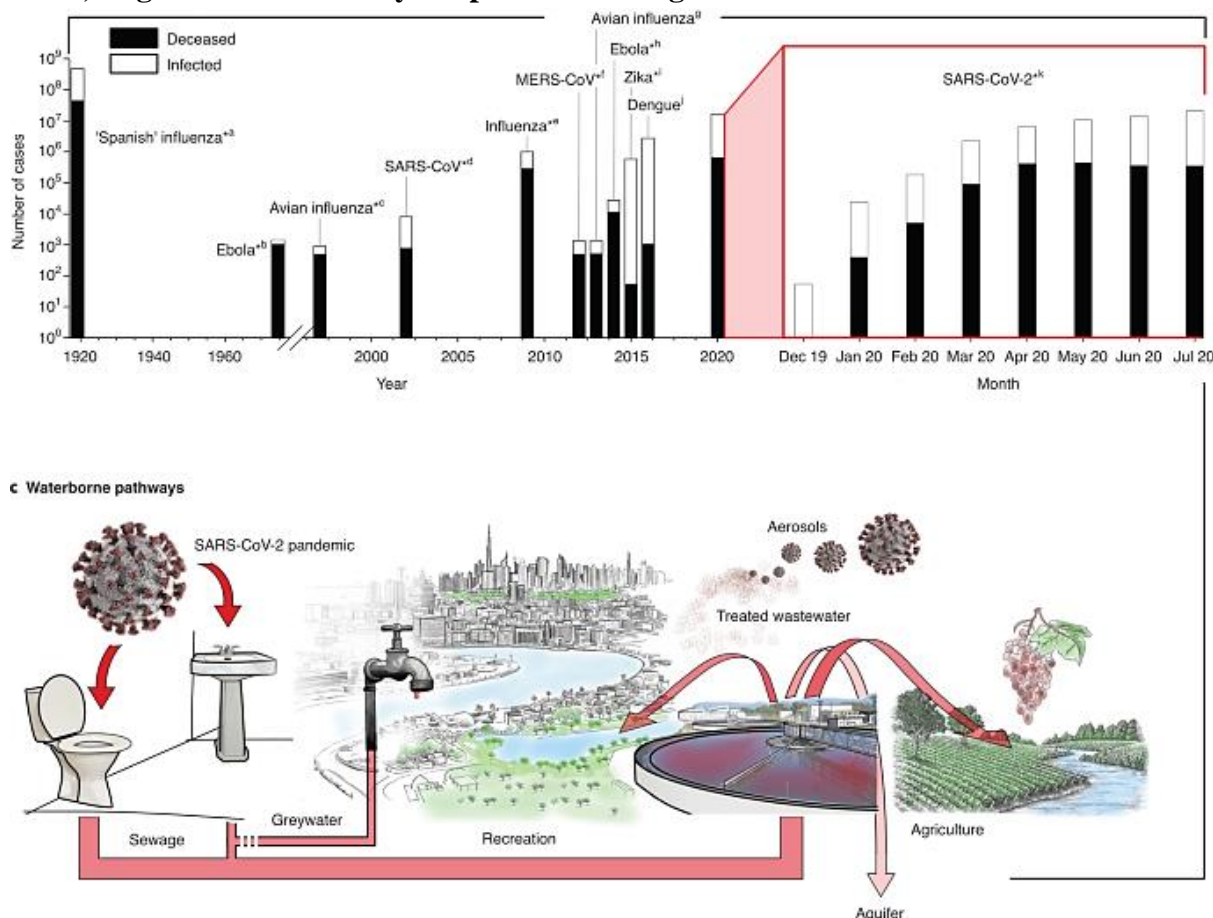 Avian influenza*g
Deceased
Infected
Ebola*h
MERS-CoV*f
Zika*i
SARS-CoV-2*k
Dengue j
Influenza*e
'Spanish' influenza*a
SARS-CoV*d
Avian influenza*c
Ebola*b
Number of cases
10^9
10^8
10^7
10^6
10^5
10^4
10^3
10^2
10^1
10^0
1920 1940 1960 2000 2005 2010 2015 2020 Dec 19 Jan 20 Feb 20 Mar 20 Apr 20 May 20 Jun 20 Jul 20
Year Month
c Waterborne pathways
SARS-CoV-2 pandemic
Aerosols
Treated wastewater
Greywater
Sewage
Recreation
Agriculture
Aquifer